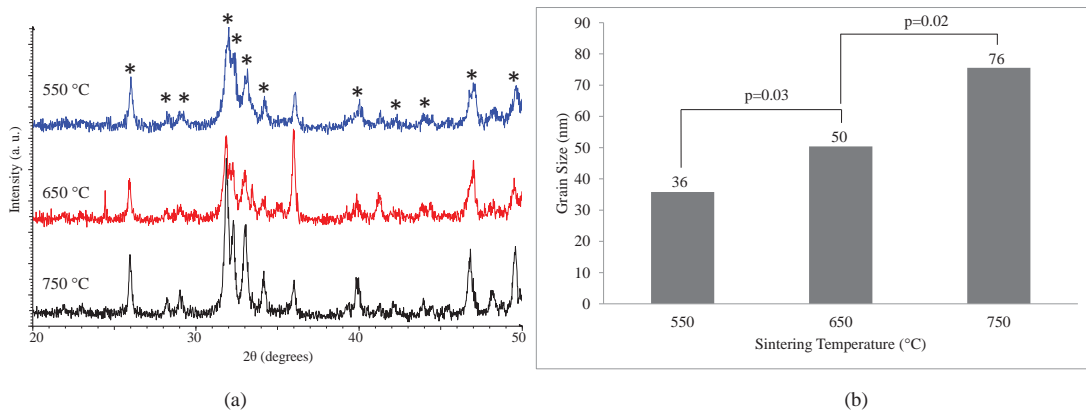 (a)
* * * * * * * * * * * *
550 °C
650 °C
750 °C
Intensity (a. u.)
20 30 40 50
2θ (degrees)
(b)
p=0.02
p=0.03
36
50
76
Grain Size (nm)
90
80
70
60
50
40
30
20
10
0
550 650 750
Sintering Temperature (°C)
(a) (b)